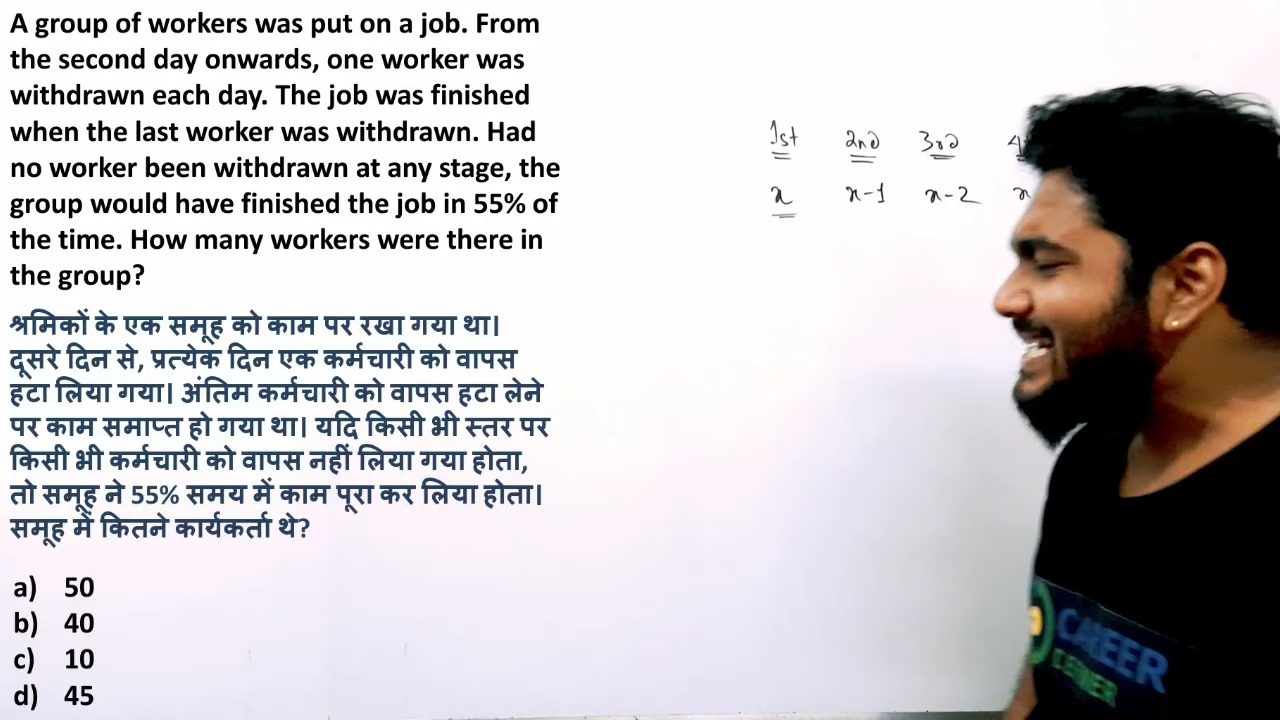 A group of workers was put on a job. From
the second day onwards, one worker was
withdrawn each day. The job was finished
when the last worker was withdrawn. Had
no worker been withdrawn at any stage, the
group would have finished the job in 55% of
the time. How many workers were there in
the group?
श्रमिकों के एक समूह को काम पर रखा गया था।
दूसरे दिन से, प्रत्येक दिन एक कर्मचारी को वापस
हटा लिया गया। अंतिम कर्मचारी को वापस हटा लेने
पर काम समाप्त हो गया था। यदि किसी भी स्तर पर
किसी भी कर्मचारी को वापस नहीं लिया गया होता,
तो समूह ने 55% समय में काम पूरा कर लिया होता।
समूह में कितने कार्यकर्ता थे?
a) 50
b) 40
c) 10
d) 45
1st 2nd 3rd 4
x x-1 x-2 x
CAREER